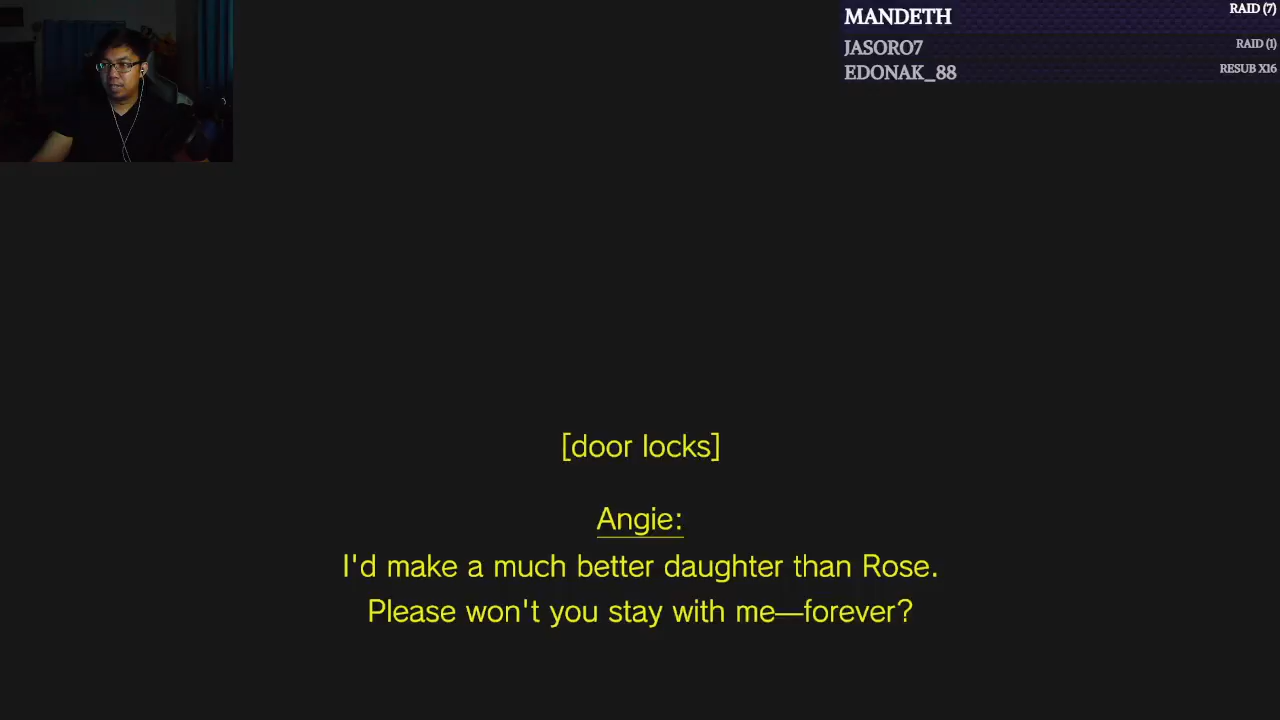 MANDETH RAID (7)
JASORO7 RAID (1)
EDONAK_88 RESUB X16
[door locks]
Angie:
I'd make a much better daughter than Rose.
Please won't you stay with me—forever?